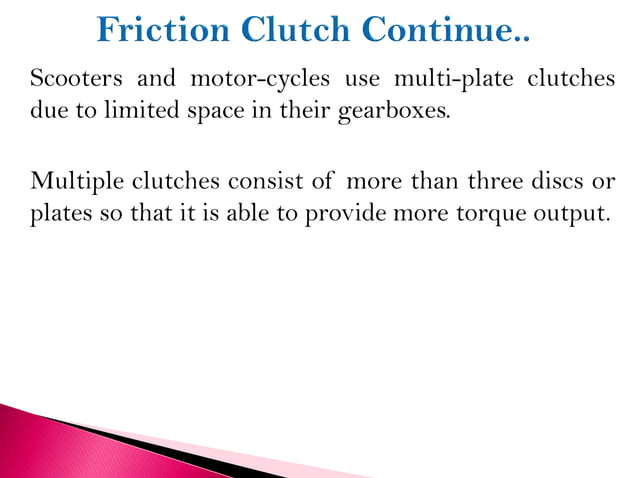 Friction Clutch Continue..
Scooters and motor-cycles use multi-plate clutches
due to limited space in their gearboxes.
Multiple clutches consist of more than three discs or
plates so that it is able to provide more torque output.